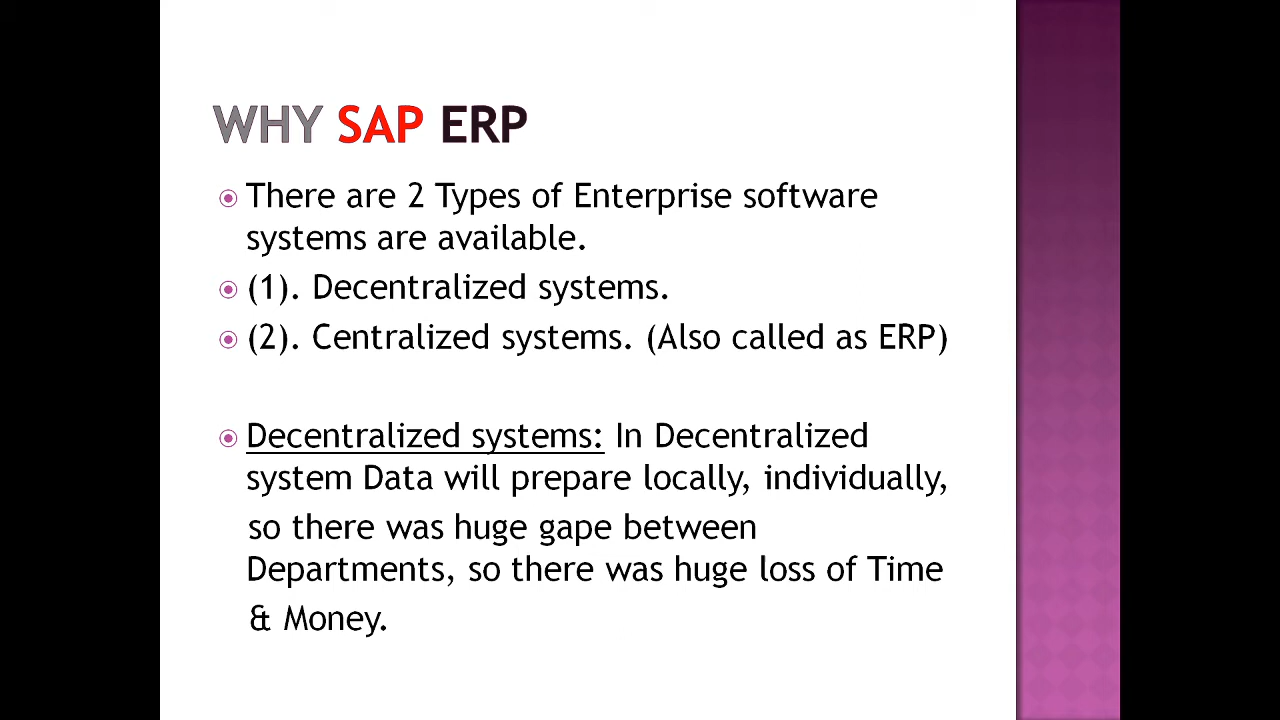 WHY SAP ERP
There are 2 Types of Enterprise software
systems are available.
(1). Decentralized systems.
(2). Centralized systems. (Also called as ERP)
Decentralized systems: In Decentralized
system Data will prepare locally, individually,
so there was huge gape between
Departments, so there was huge loss of Time
& Money.